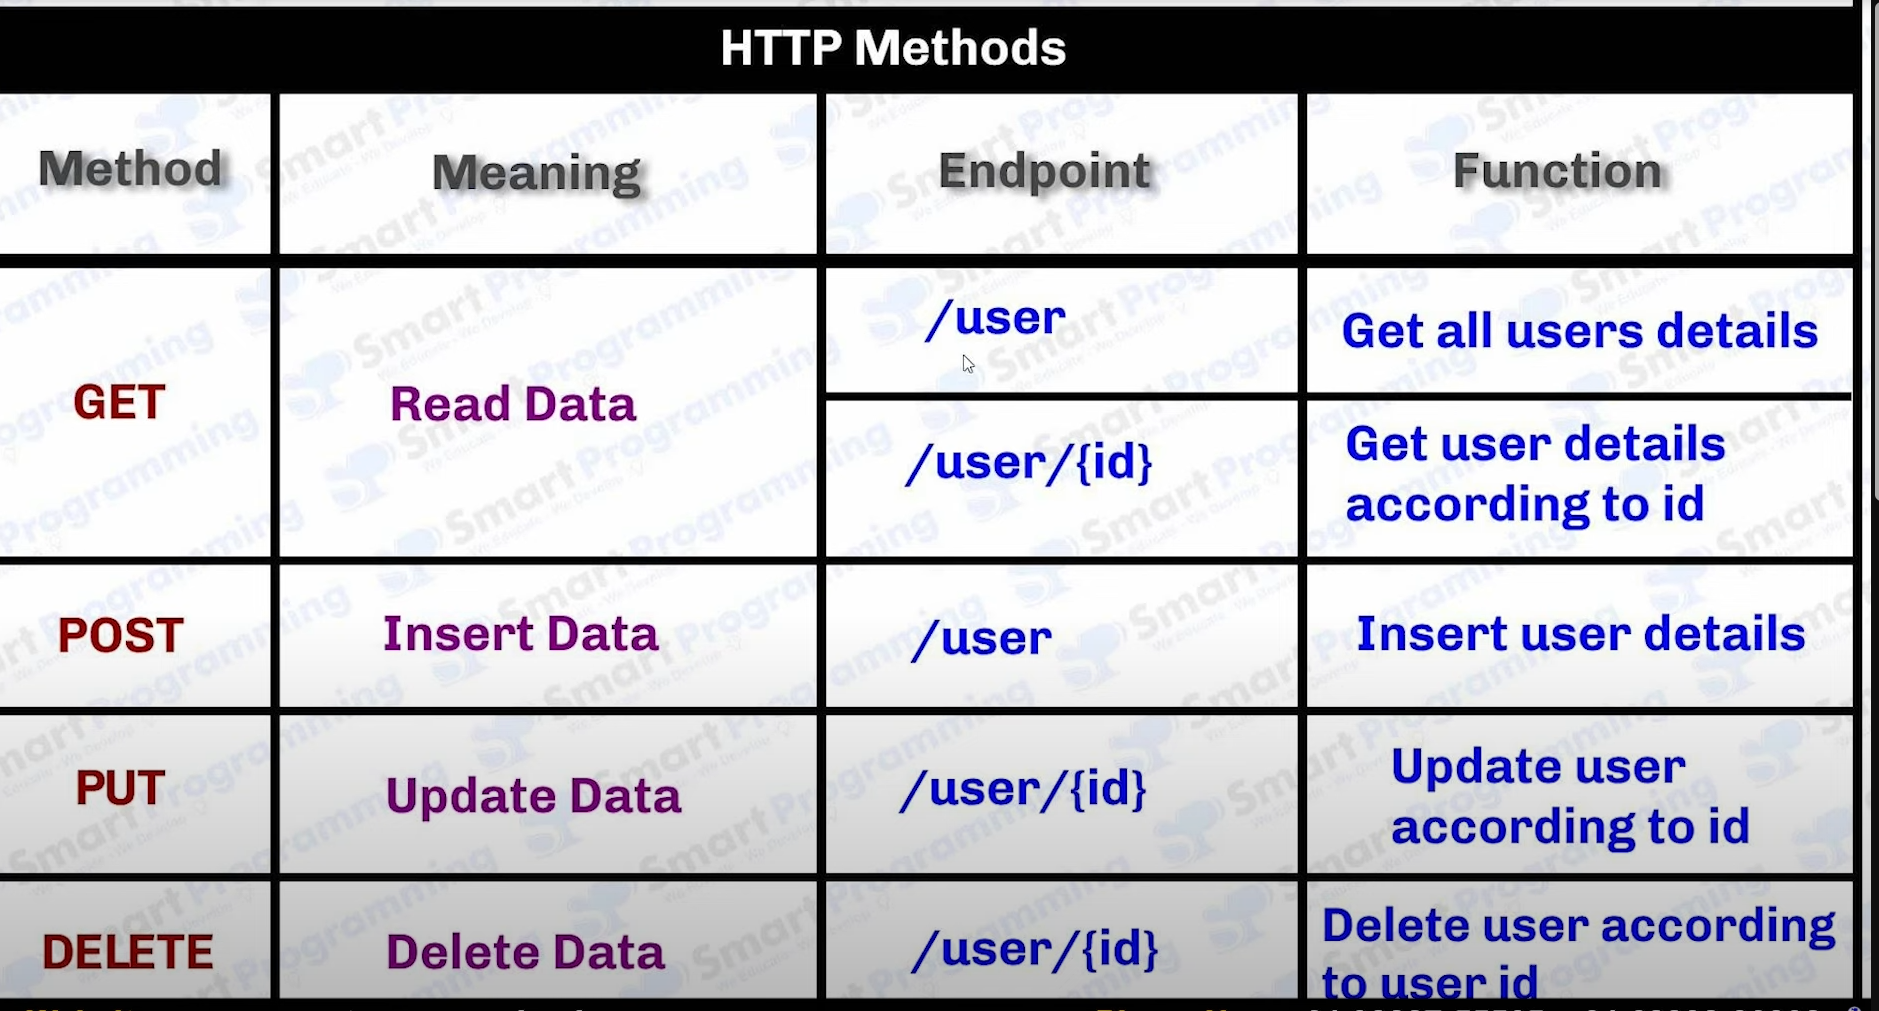 HTTP Methods
Method Meaning Endpoint Function
GET Read Data /user Get all users details
/user/{id} Get user details
according to id
POST Insert Data /user Insert user details
PUT Update Data /user/{id} Update user
according to id
DELETE Delete Data /user/{id} Delete user according
to user id
Smart Programming